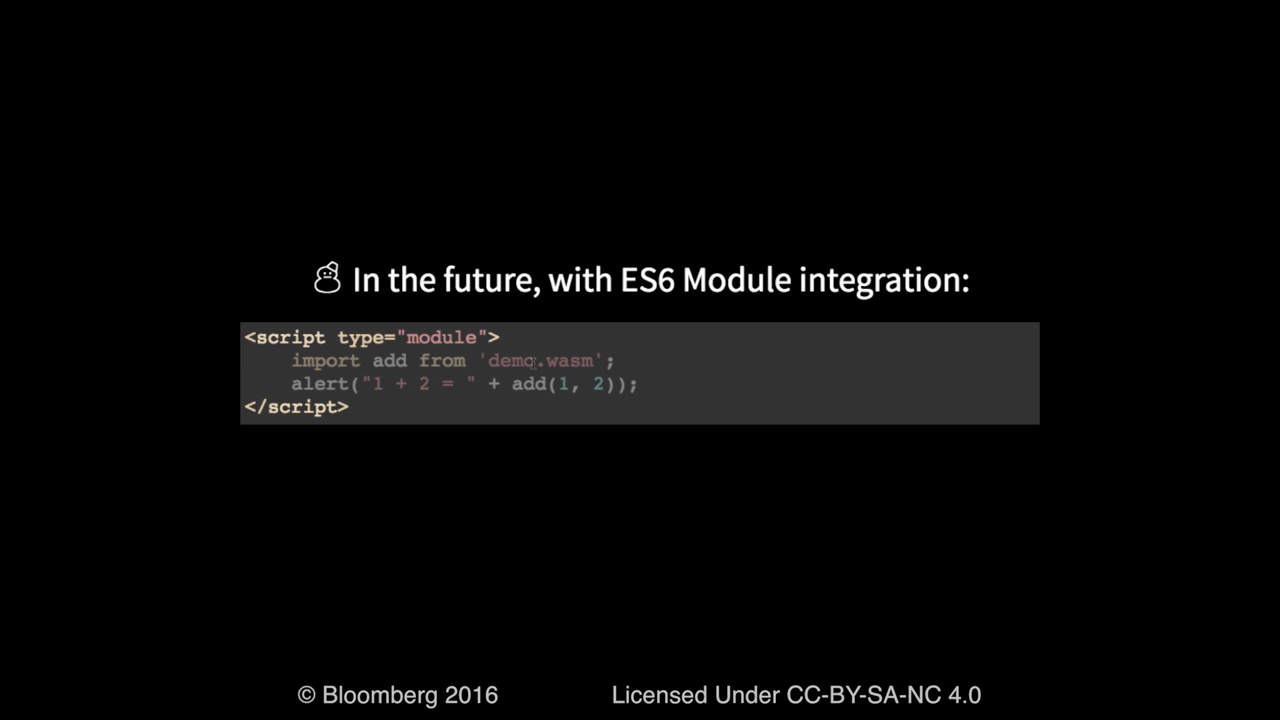 In the future, with ES6 Module integration:
<script type="module">
    import add from 'demo.wasm';
    alert("1 + 2 = " + add(1, 2));
</script>
© Bloomberg 2016 Licensed Under CC-BY-SA-NC 4.0